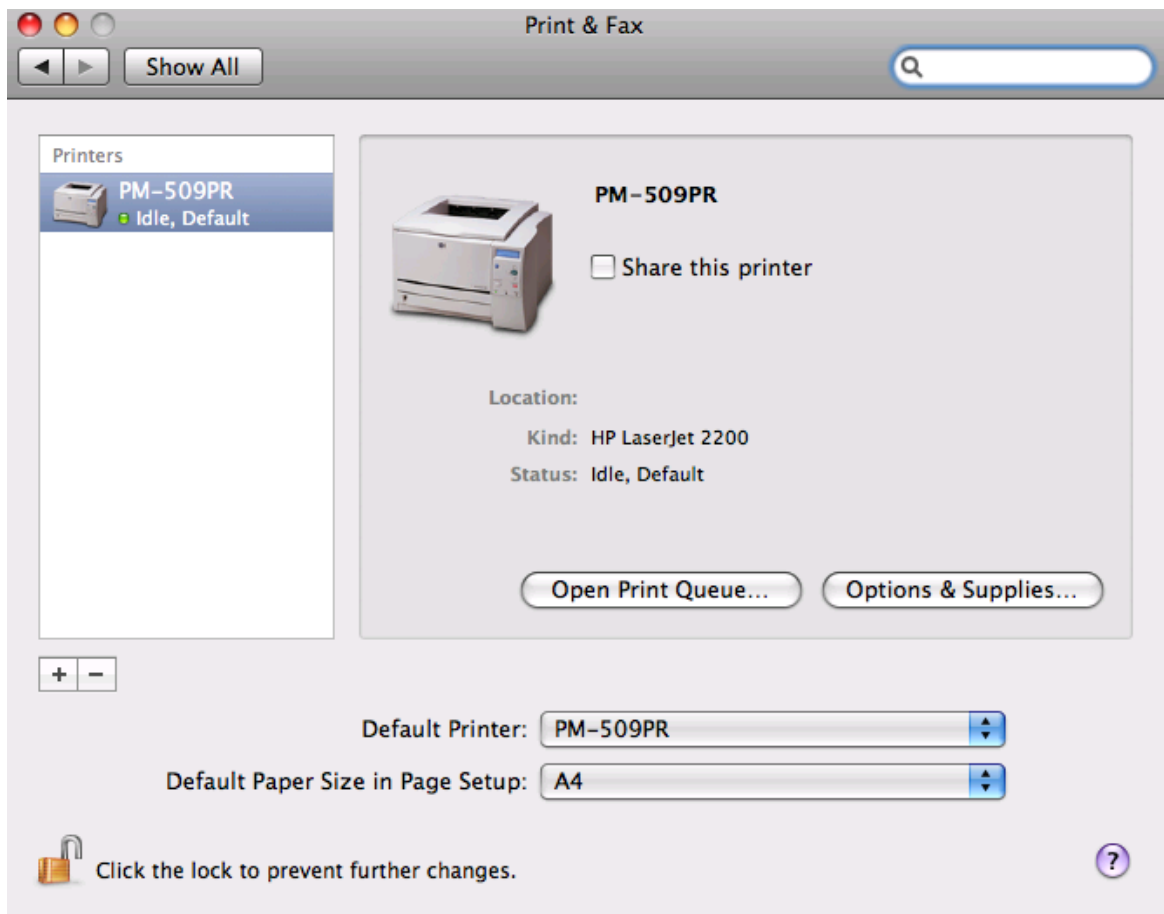 Print & Fax
Show All
Printers
PM-509PR
Idle, Default
PM-509PR
Share this printer
Location:
Kind: HP LaserJet 2200
Status: Idle, Default
Open Print Queue...
Options & Supplies...
+ −
Default Printer: PM-509PR
Default Paper Size in Page Setup: A4
Click the lock to prevent further changes.
?